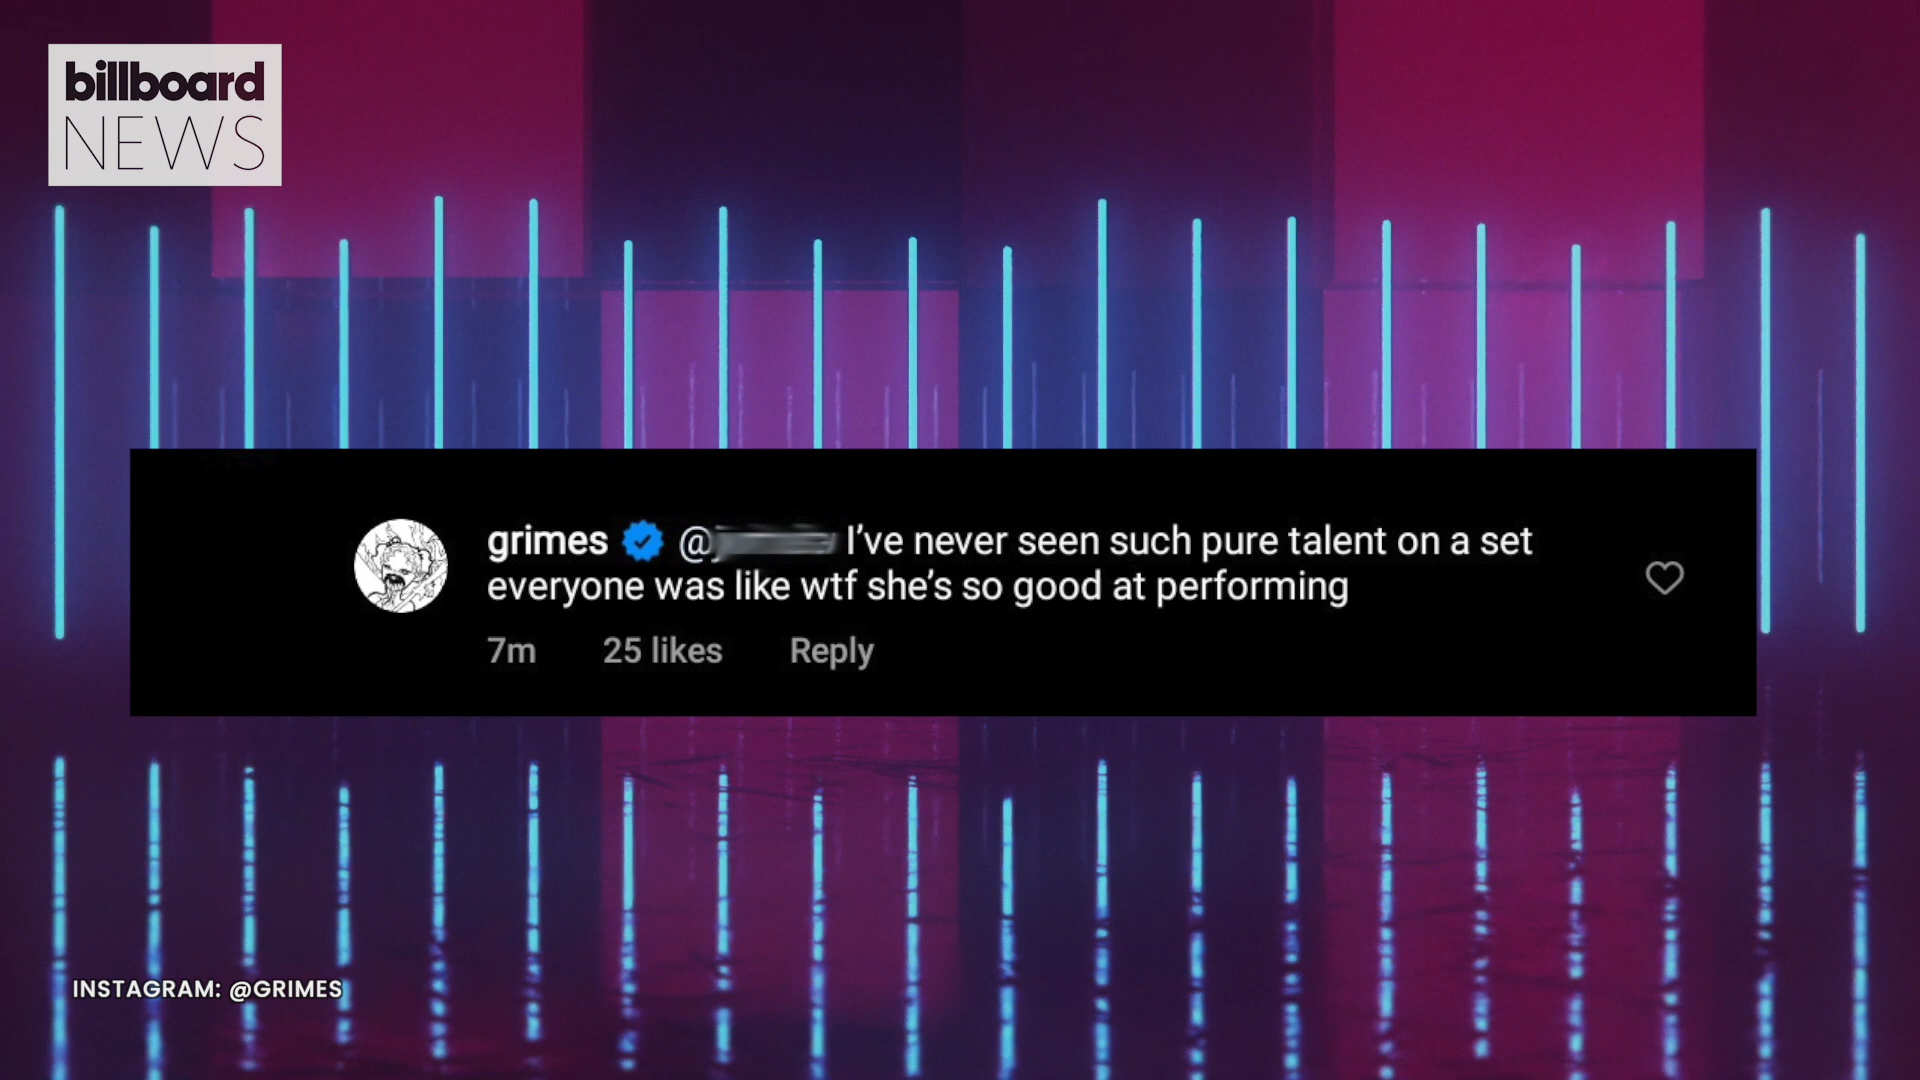 billboard
NEWS
grimes @ I’ve never seen such pure talent on a set
everyone was like wtf she’s so good at performing
7m 25 likes Reply
INSTAGRAM: @GRIMES